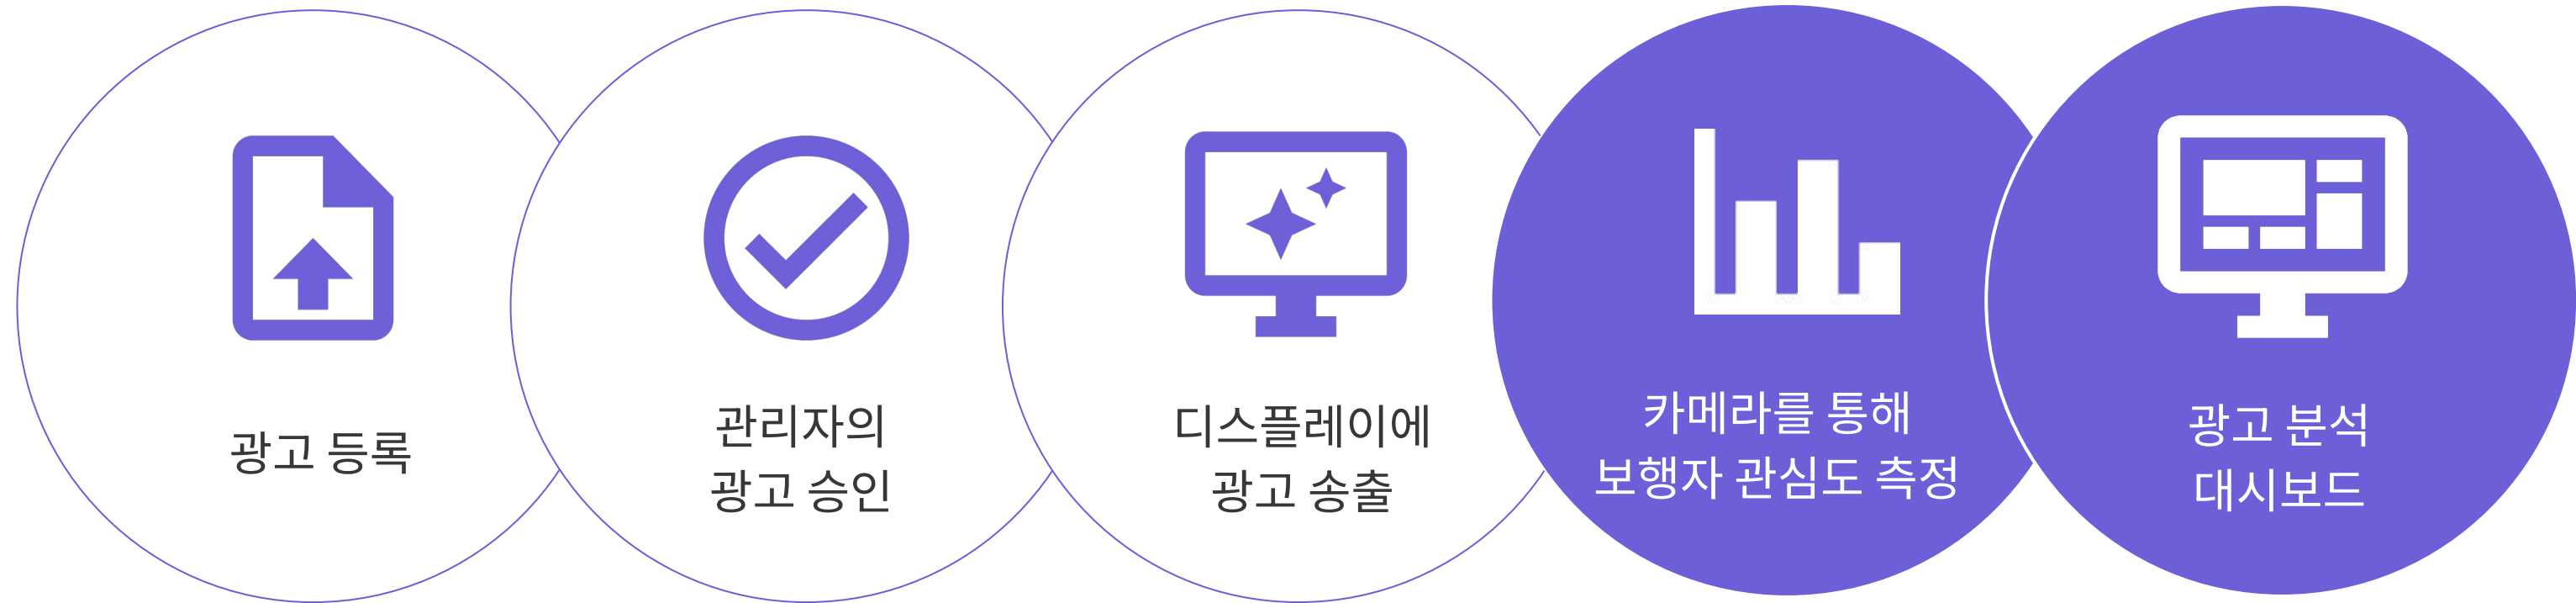 광고 등록
관리자의
광고 승인
디스플레이에
광고 송출
카메라를 통해
보행자 관심도 측정
광고 분석
대시보드